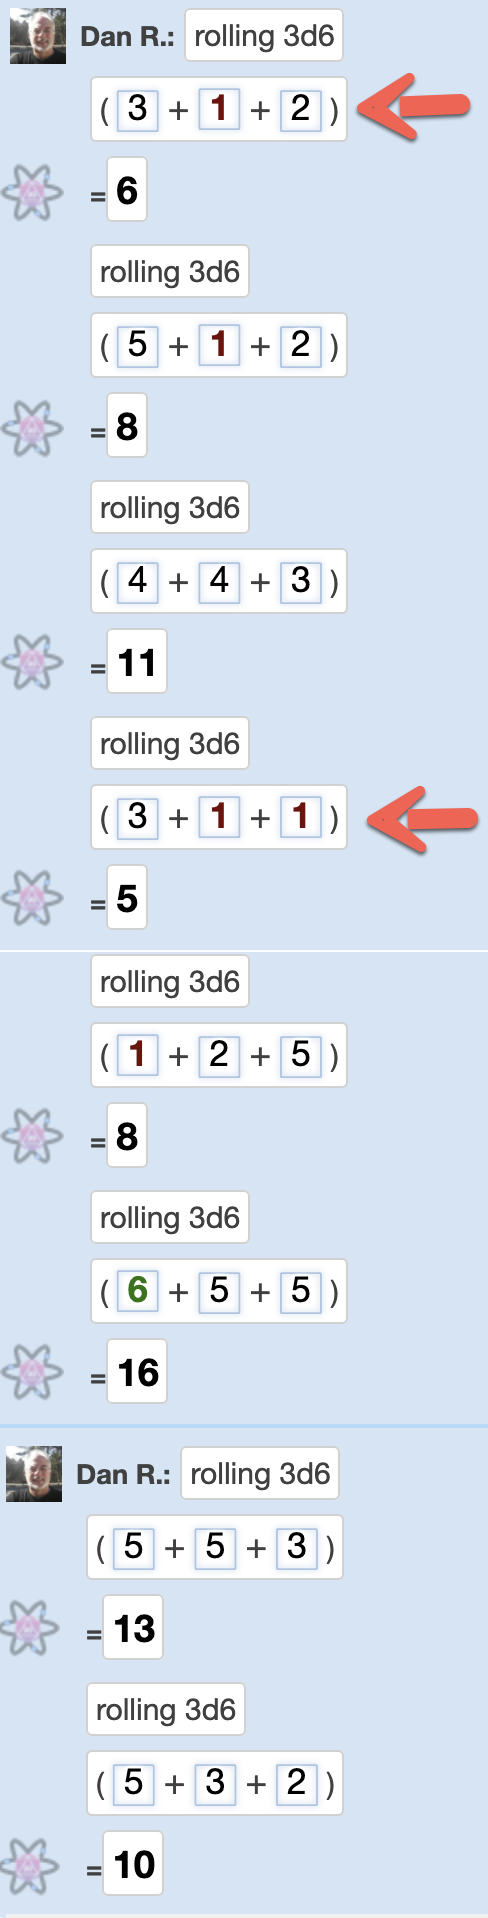 Dan R.: rolling 3d6
( 3 + 1 + 2 )
= 6
rolling 3d6
( 5 + 1 + 2 )
= 8
rolling 3d6
( 4 + 4 + 3 )
= 11
rolling 3d6
( 3 + 1 + 1 )
= 5
rolling 3d6
( 1 + 2 + 5 )
= 8
rolling 3d6
( 6 + 5 + 5 )
= 16
Dan R.: rolling 3d6
( 5 + 5 + 3 )
= 13
rolling 3d6
( 5 + 3 + 2 )
= 10